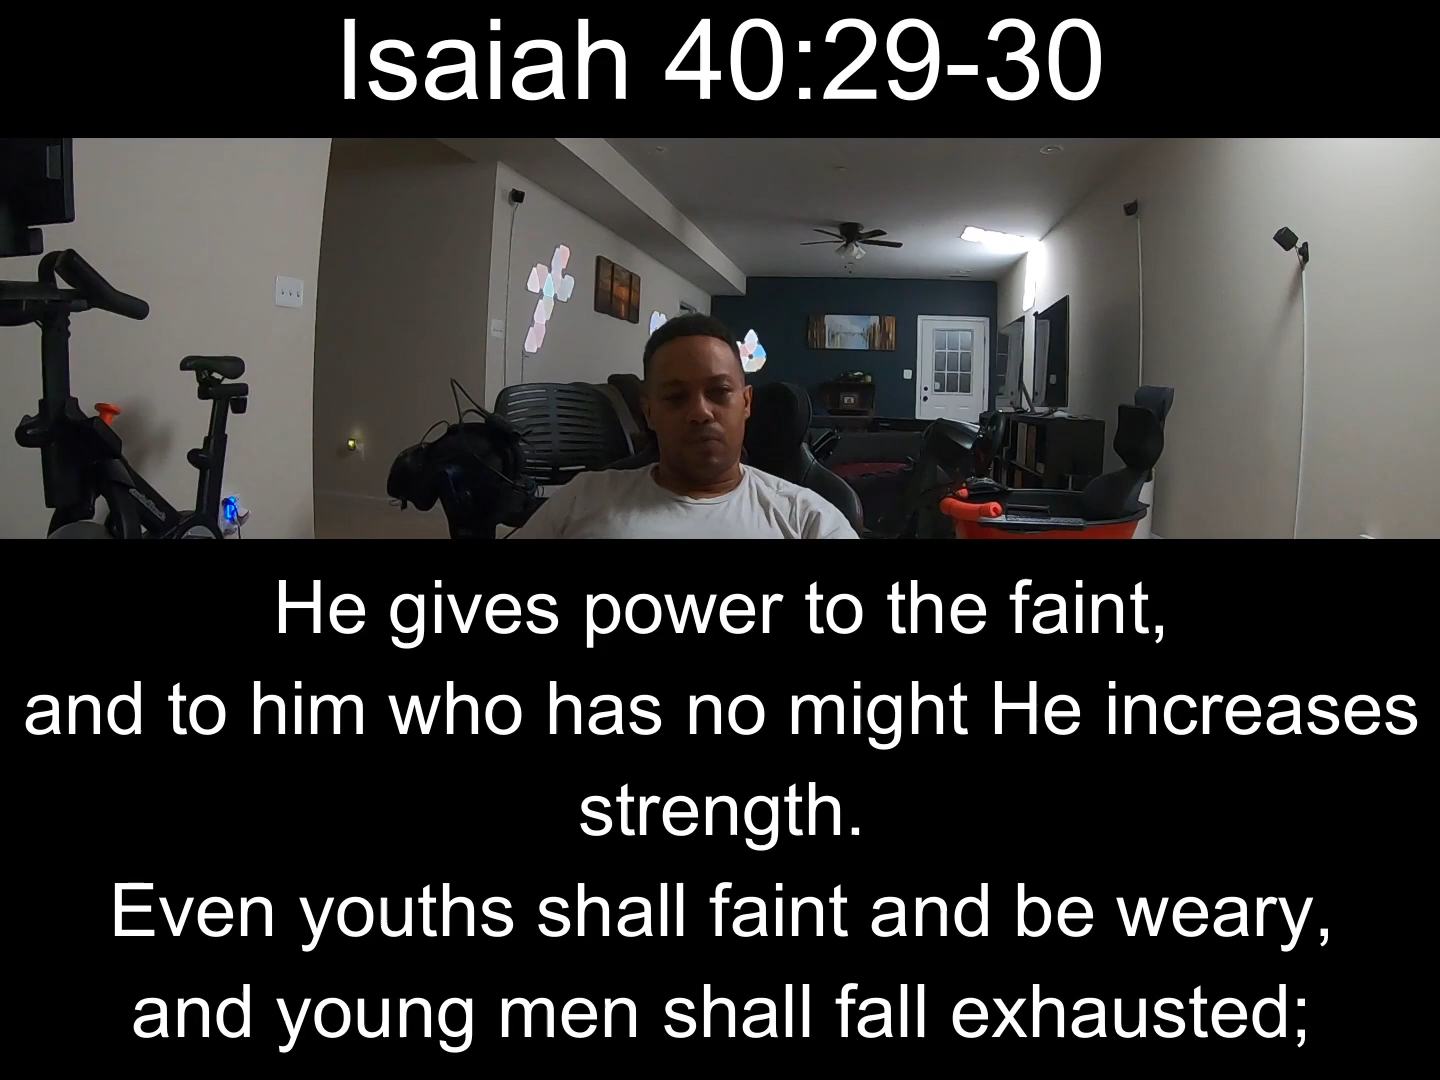 Isaiah 40:29-30
He gives power to the faint,
and to him who has no might He increases
strength.
Even youths shall faint and be weary,
and young men shall fall exhausted;